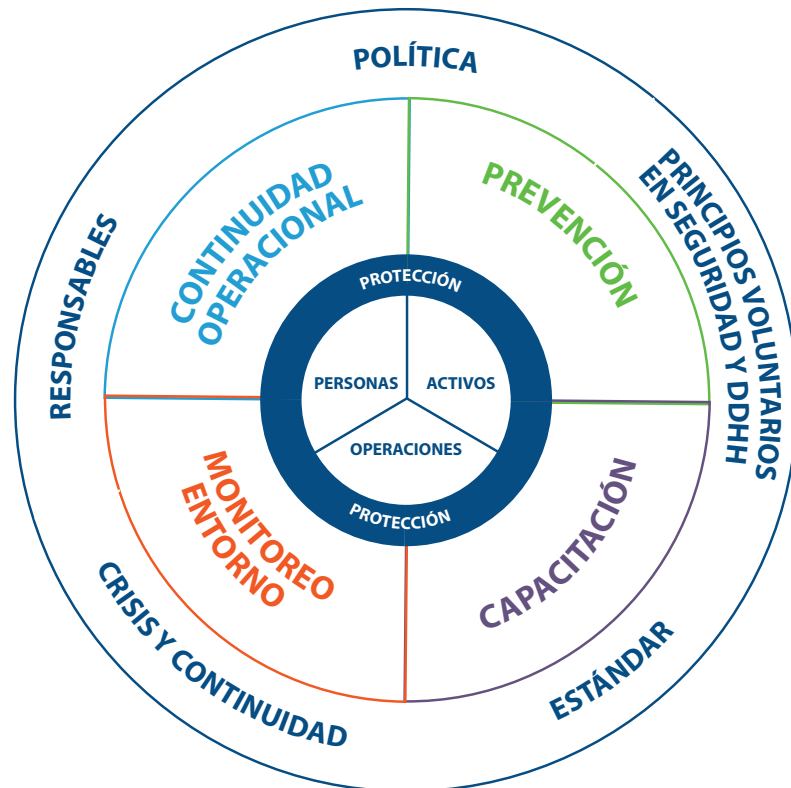 POLÍTICA
PRINCIPIOS VOLUNTARIOS
EN SEGURIDAD Y DDHH
ESTÁNDAR
CRISIS Y CONTINUIDAD
RESPONSABLES
CONTINUIDAD
OPERACIONAL
PREVENCIÓN
CAPACITACIÓN
MONITOREO
ENTORNO
PROTECCIÓN
PERSONAS
ACTIVOS
OPERACIONES
PROTECCIÓN